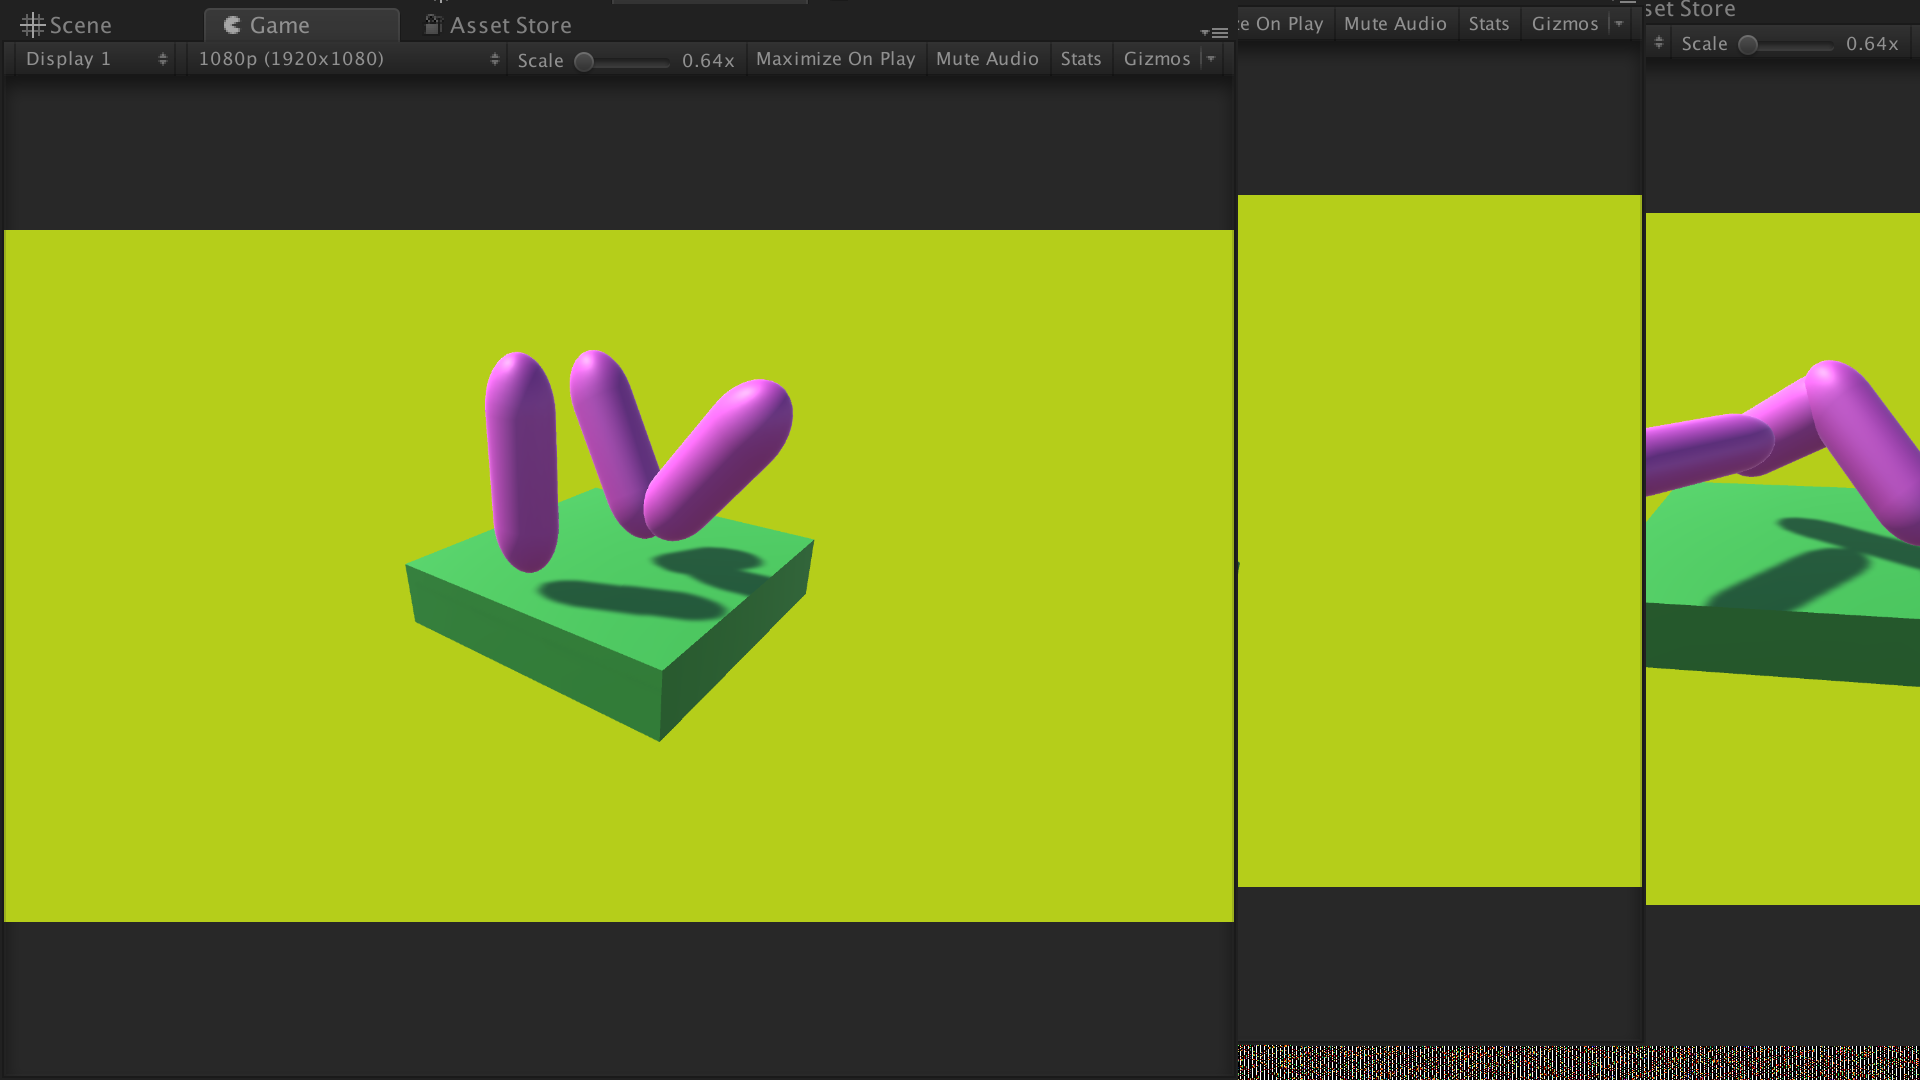 Scene Game Asset Store
Display 1 1080p (1920x1080) Scale 0.64x Maximize On Play Mute Audio Stats Gizmos
On Play Mute Audio Stats Gizmos
set Store
Scale 0.64x